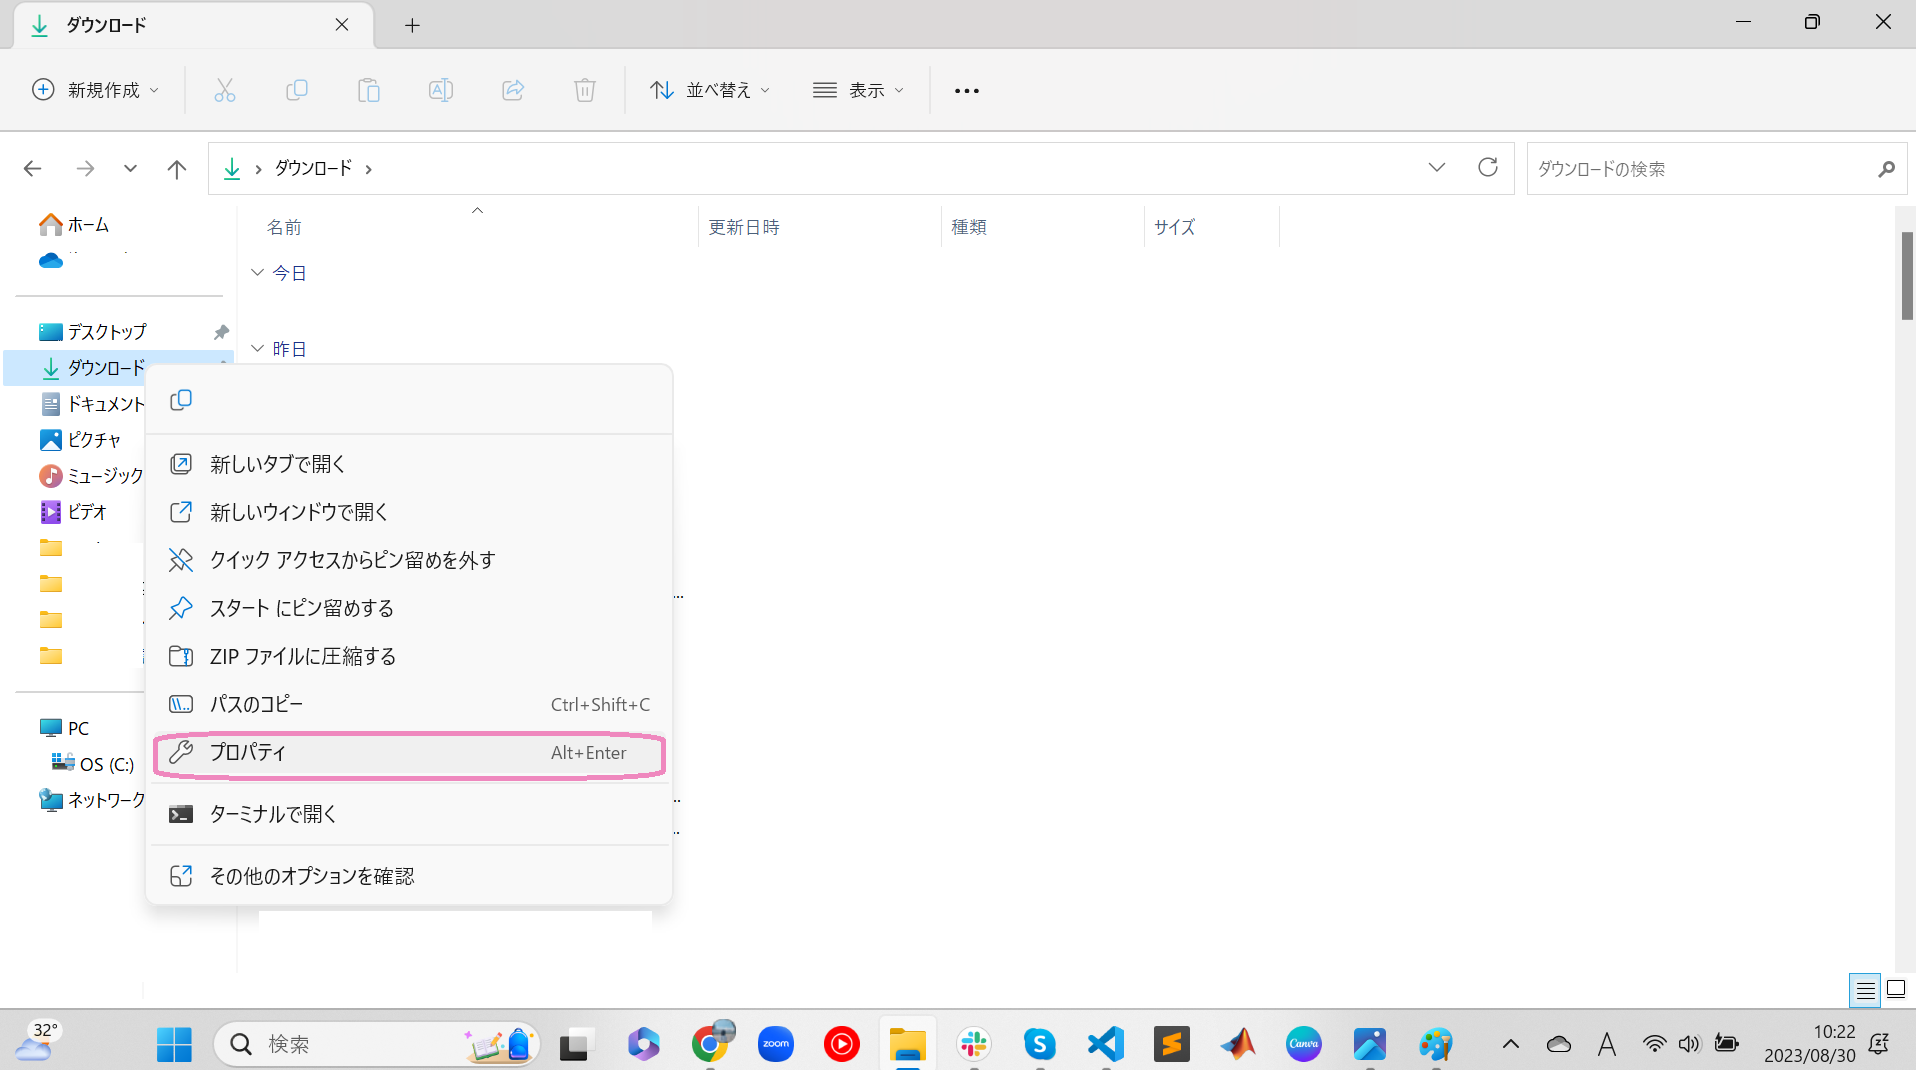 ダウンロード
新規作成
並べ替え
表示
ダウンロード
ダウンロードの検索
ホーム
名前
更新日時
種類
サイズ
今日
昨日
デスクトップ
ダウンロード
ドキュメント
ピクチャ
ミュージック
ビデオ
PC
OS (C:)
ネットワーク
新しいタブで開く
新しいウィンドウで開く
クイック アクセスからピン留めを外す
スタート にピン留めする
ZIP ファイルに圧縮する
パスのコピー Ctrl+Shift+C
プロパティ Alt+Enter
ターミナルで開く
その他のオプションを確認
32°
検索
zoom
Canva
A
10:22
2023/08/30